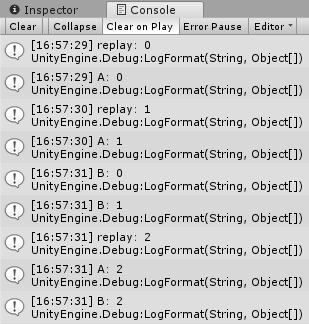 Inspector
Console
Clear
Collapse
Clear on Play
Error Pause
Editor
[16:57:29] replay: 0
UnityEngine.Debug:LogFormat(String, Object[])
[16:57:29] A: 0
UnityEngine.Debug:LogFormat(String, Object[])
[16:57:30] replay: 1
UnityEngine.Debug:LogFormat(String, Object[])
[16:57:30] A: 1
UnityEngine.Debug:LogFormat(String, Object[])
[16:57:31] B: 0
UnityEngine.Debug:LogFormat(String, Object[])
[16:57:31] B: 1
UnityEngine.Debug:LogFormat(String, Object[])
[16:57:31] replay: 2
UnityEngine.Debug:LogFormat(String, Object[])
[16:57:31] A: 2
UnityEngine.Debug:LogFormat(String, Object[])
[16:57:31] B: 2
UnityEngine.Debug:LogFormat(String, Object[])